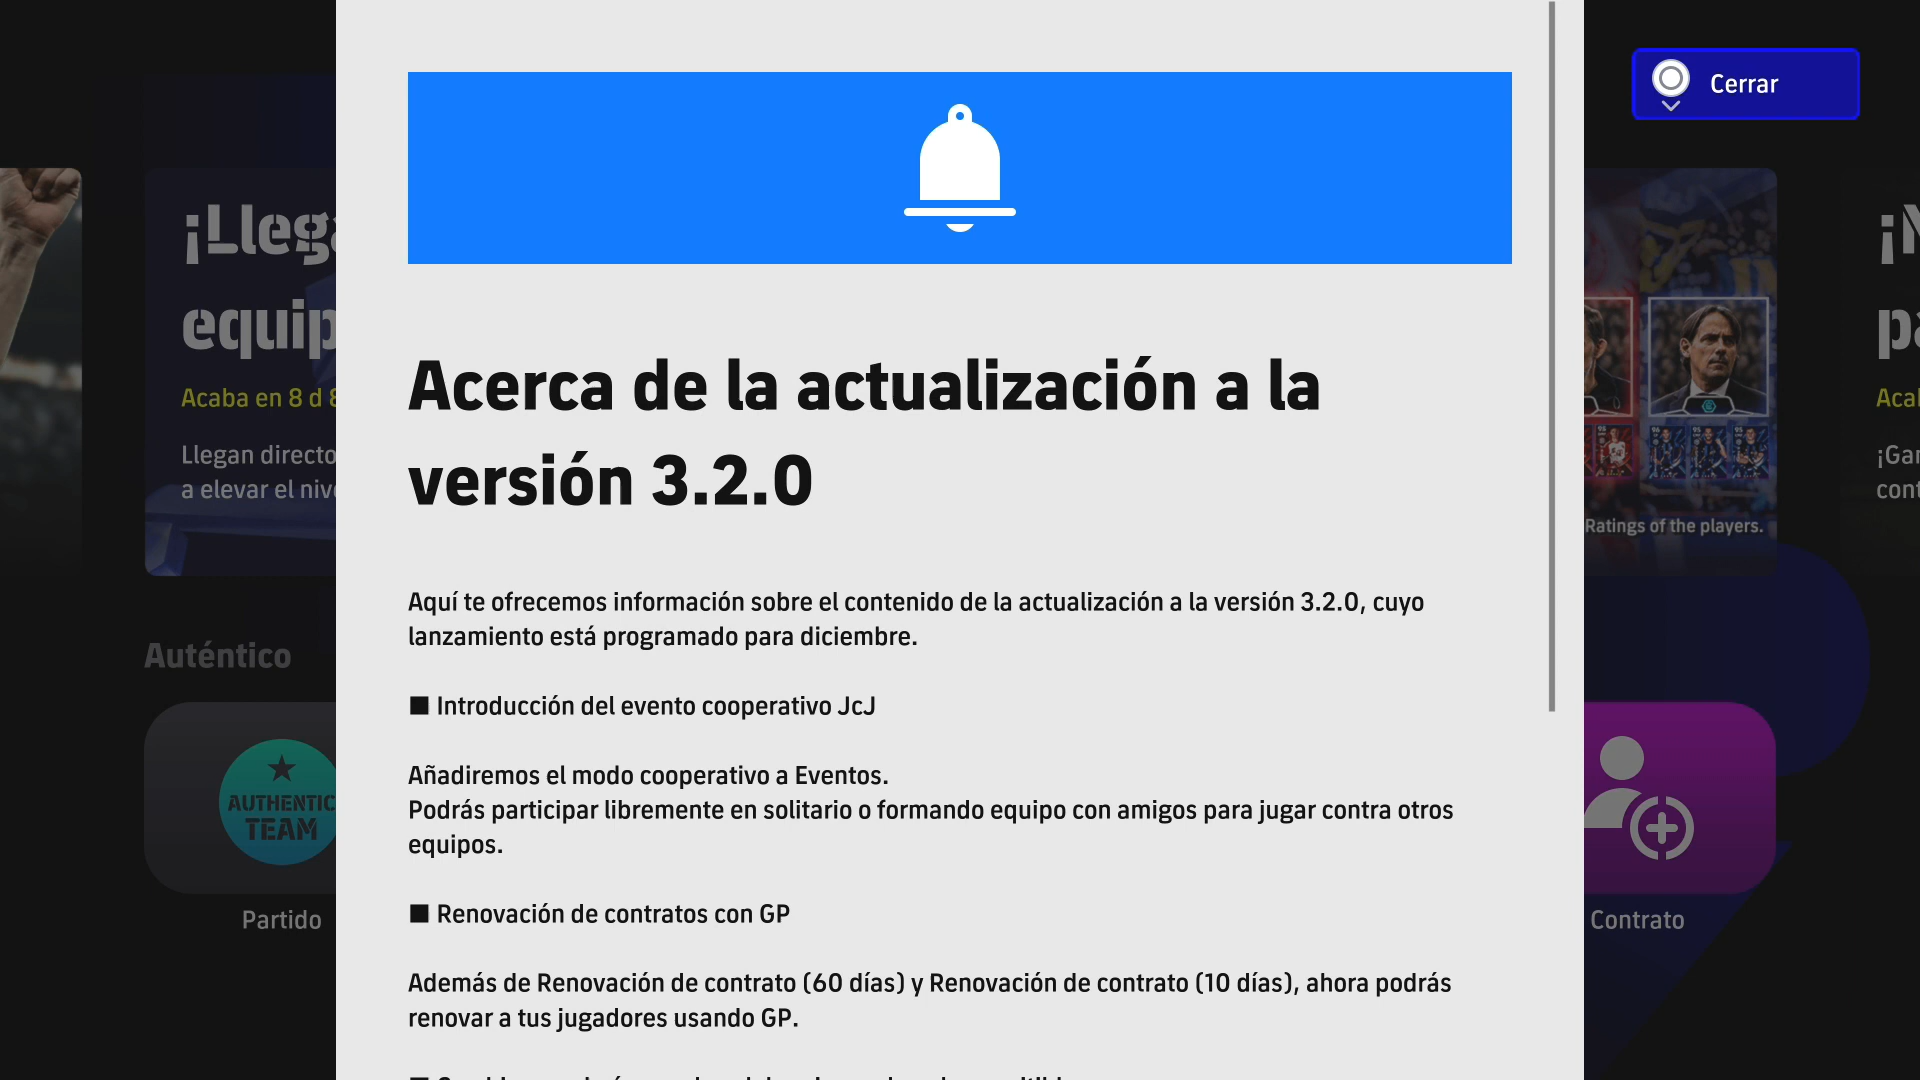 Cerrar
¡Llega
equip
Acaba en 8 d 8
Llegan directo
a elevar el niv
Ratings of the players.
¡Gar
cont
Acerca de la actualización a la
versión 3.2.0
Aquí te ofrecemos información sobre el contenido de la actualización a la versión 3.2.0, cuyo
lanzamiento está programado para diciembre.
■ Introducción del evento cooperativo JcJ
Añadiremos el modo cooperativo a Eventos.
Podrás participar libremente en solitario o formando equipo con amigos para jugar contra otros
equipos.
■ Renovación de contratos con GP
Además de Renovación de contrato (60 días) y Renovación de contrato (10 días), ahora podrás
renovar a tus jugadores usando GP.
Auténtico
AUTHENTIC
TEAM
Partido
Contrato